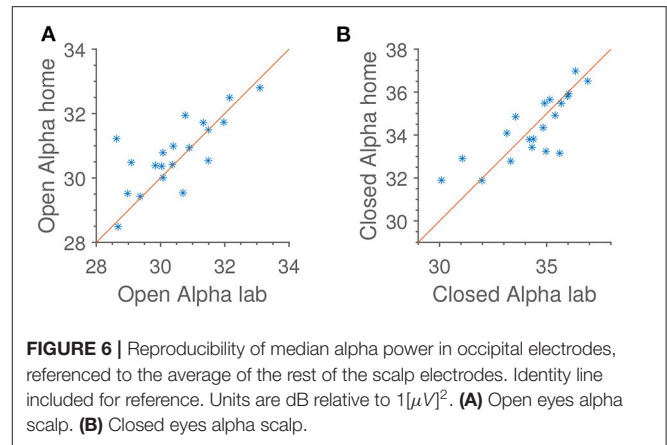 A
B
34
32
30
28
Open Alpha home
28 30 32 34
Open Alpha lab
38
36
34
32
30
Closed Alpha home
30 35
Closed Alpha lab
FIGURE 6 | Reproducibility of median alpha power in occipital electrodes,
referenced to the average of the rest of the scalp electrodes. Identity line
included for reference. Units are dB relative to 1[μV]². (A) Open eyes alpha
scalp. (B) Closed eyes alpha scalp.